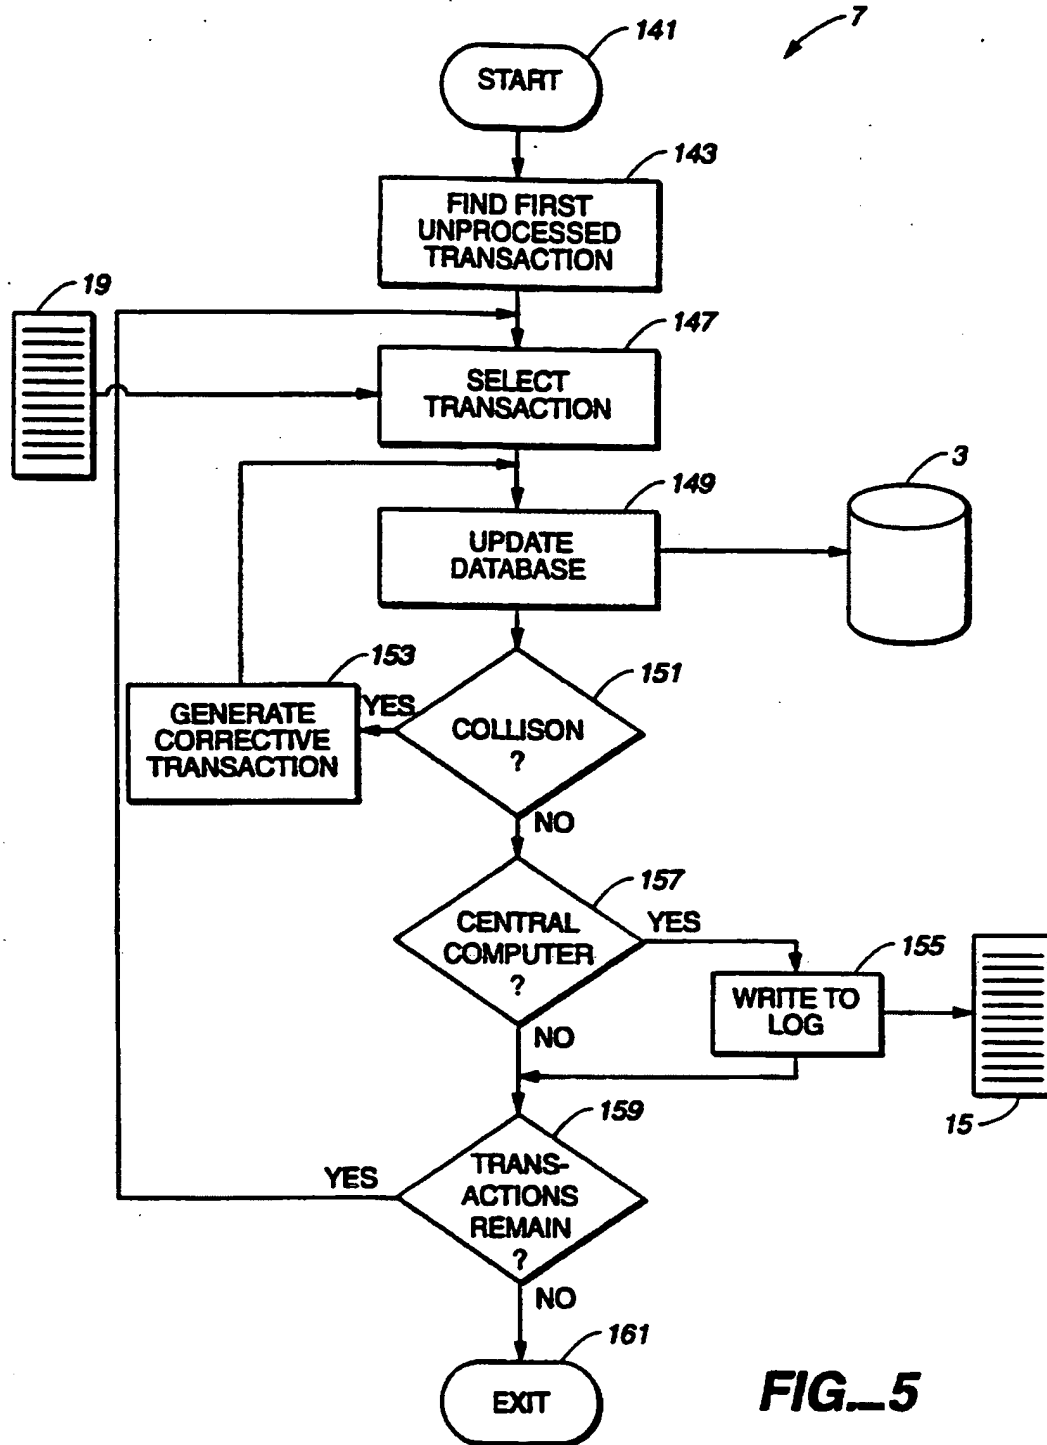 7
141
START
143
FIND FIRST
UNPROCESSED
TRANSACTION
19
147
SELECT
TRANSACTION
149
3
UPDATE
DATABASE
153
151
YES
GENERATE
CORRECTIVE
TRANSACTION
COLLISON
?
NO
157
CENTRAL
COMPUTER
?
YES
155
WRITE TO
LOG
NO
15
159
YES
TRANS-
ACTIONS
REMAIN
?
NO
161
EXIT
FIG._5